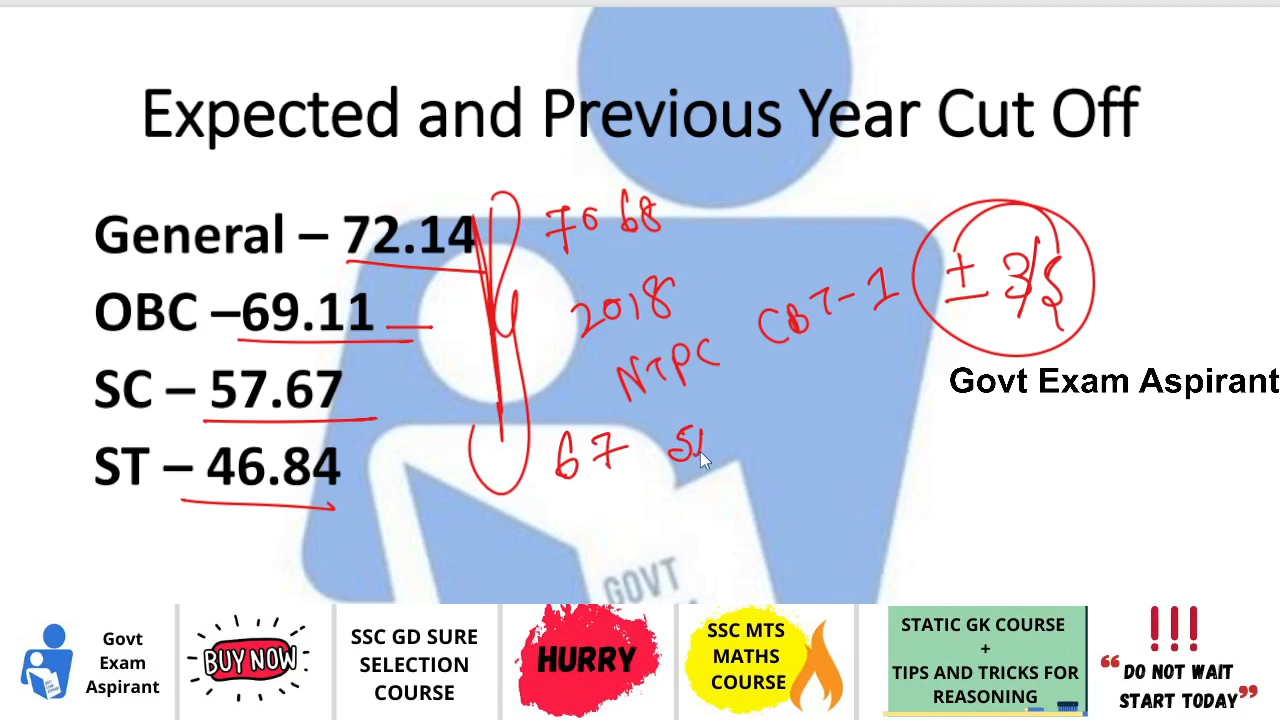 Expected and Previous Year Cut Off
General – 72.14
OBC –69.11
SC – 57.67
ST – 46.84
70 68
2018
NTPC CBT-1
± 3/5
67
Govt Exam Aspirant
GOVT
Govt
Exam
Aspirant
BUY NOW
SSC GD SURE
SELECTION
COURSE
HURRY
SSC MTS
MATHS
COURSE
STATIC GK COURSE
+
TIPS AND TRICKS FOR
REASONING
!!!
“ DO NOT WAIT
START TODAY”